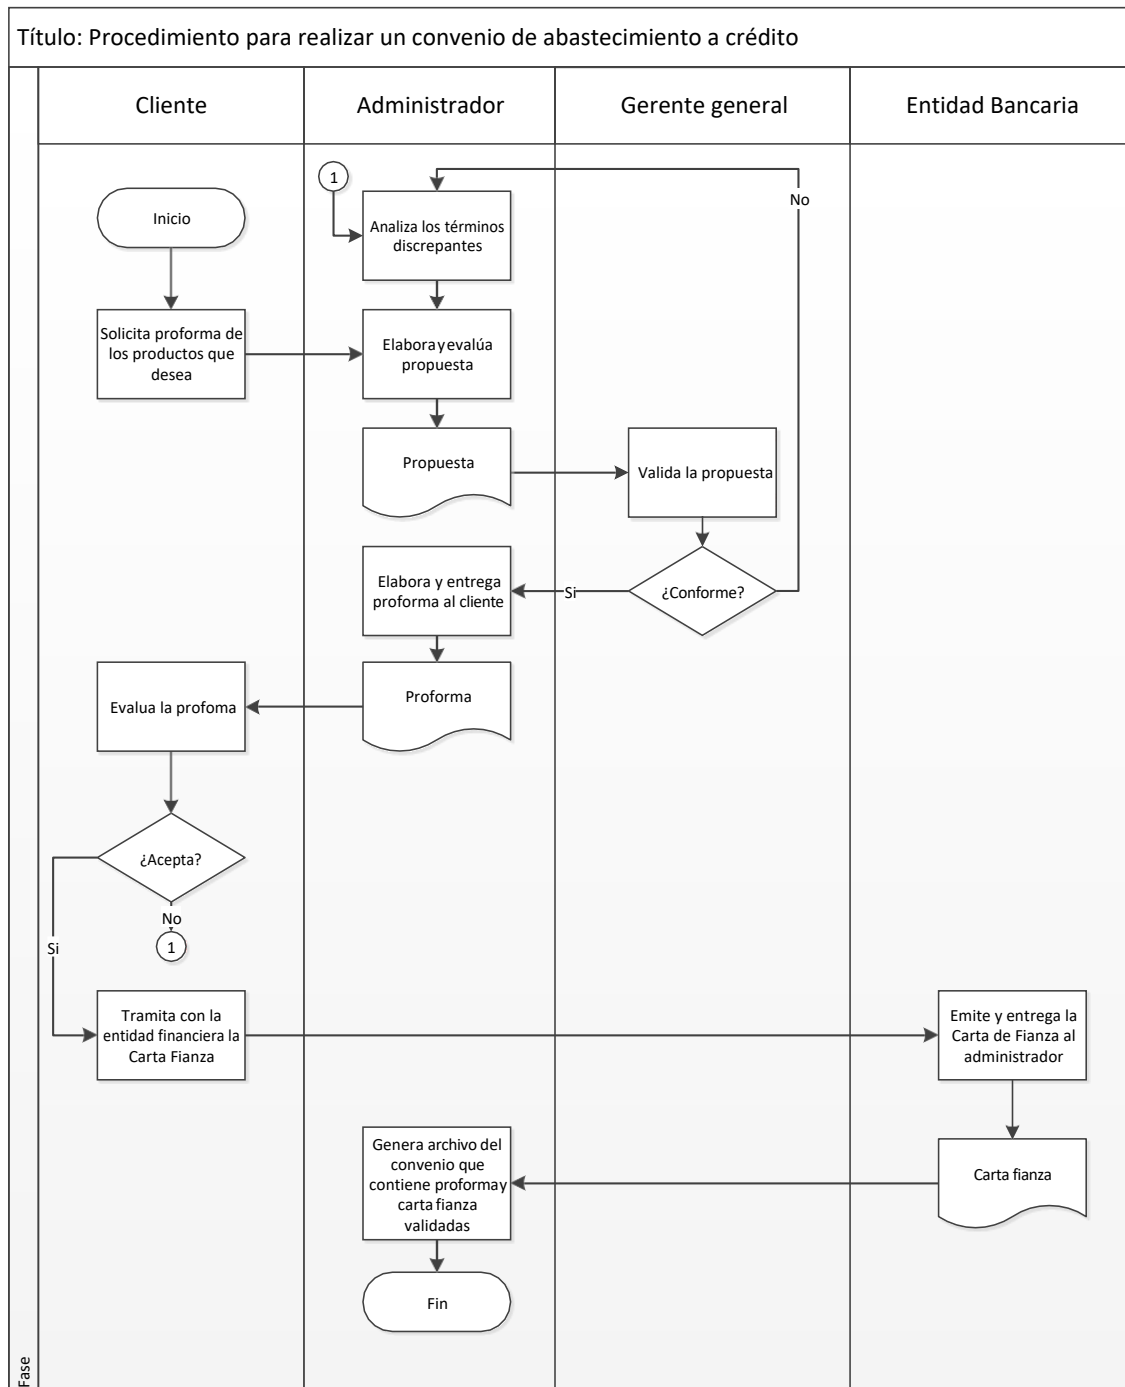 Título: Procedimiento para realizar un convenio de abastecimiento a crédito
Cliente
Administrador
Gerente general
Entidad Bancaria
1
No
Inicio
Analiza los términos
discrepantes
Solicita proforma de
los productos que
desea
Elabora y evalúa
propuesta
Propuesta
Valida la propuesta
Elabora y entrega
proforma al cliente
Si
¿Conforme?
Evalua la profoma
Proforma
¿Acepta?
No
Si
1
Tramita con la
entidad financiera la
Carta Fianza
Emite y entrega la
Carta de Fianza al
administrador
Genera archivo del
convenio que
contiene proforma y
carta fianza
validadas
Carta fianza
Fin
Fase